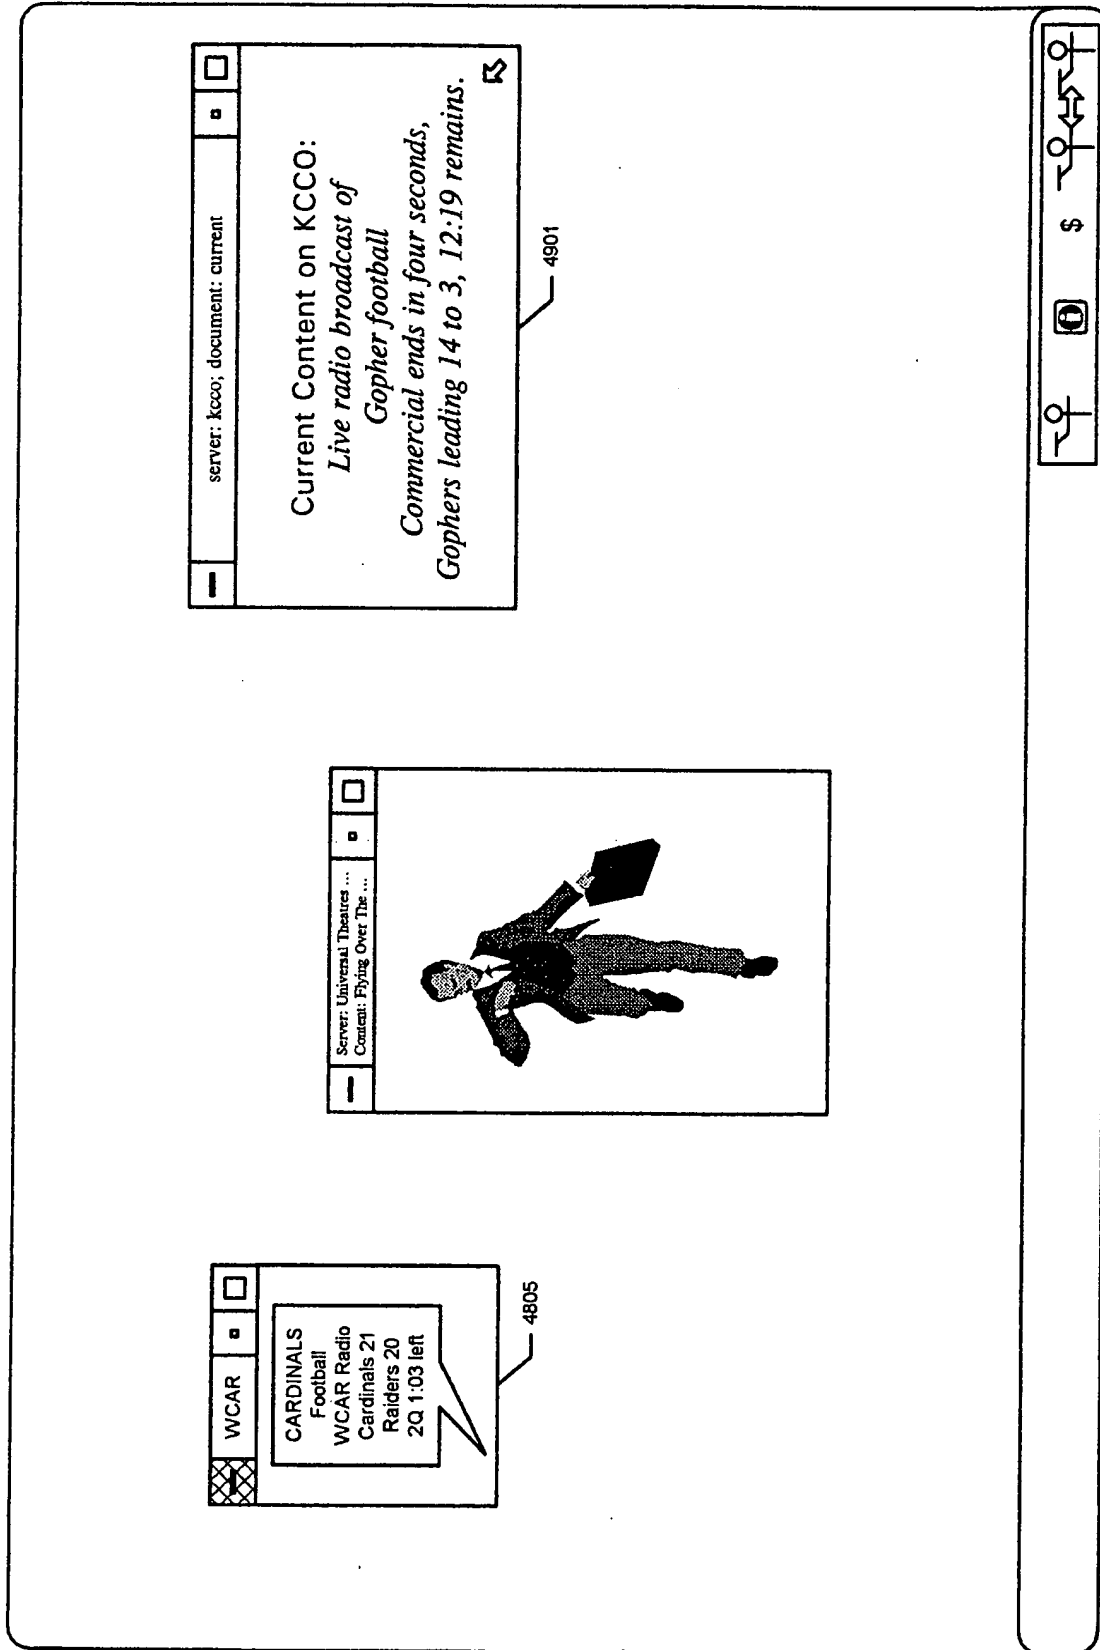 WCAR
CARDINALS
Football
WCAR Radio
Cardinals 21
Raiders 20
2Q 1:03 left
4805
Server: Universal Theatres ...
Content: Flying Over The ...
server: kcco; document: current
Current Content on KCCO:
Live radio broadcast of
Gopher football
Commercial ends in four seconds,
Gophers leading 14 to 3, 12:19 remains.
4901
$